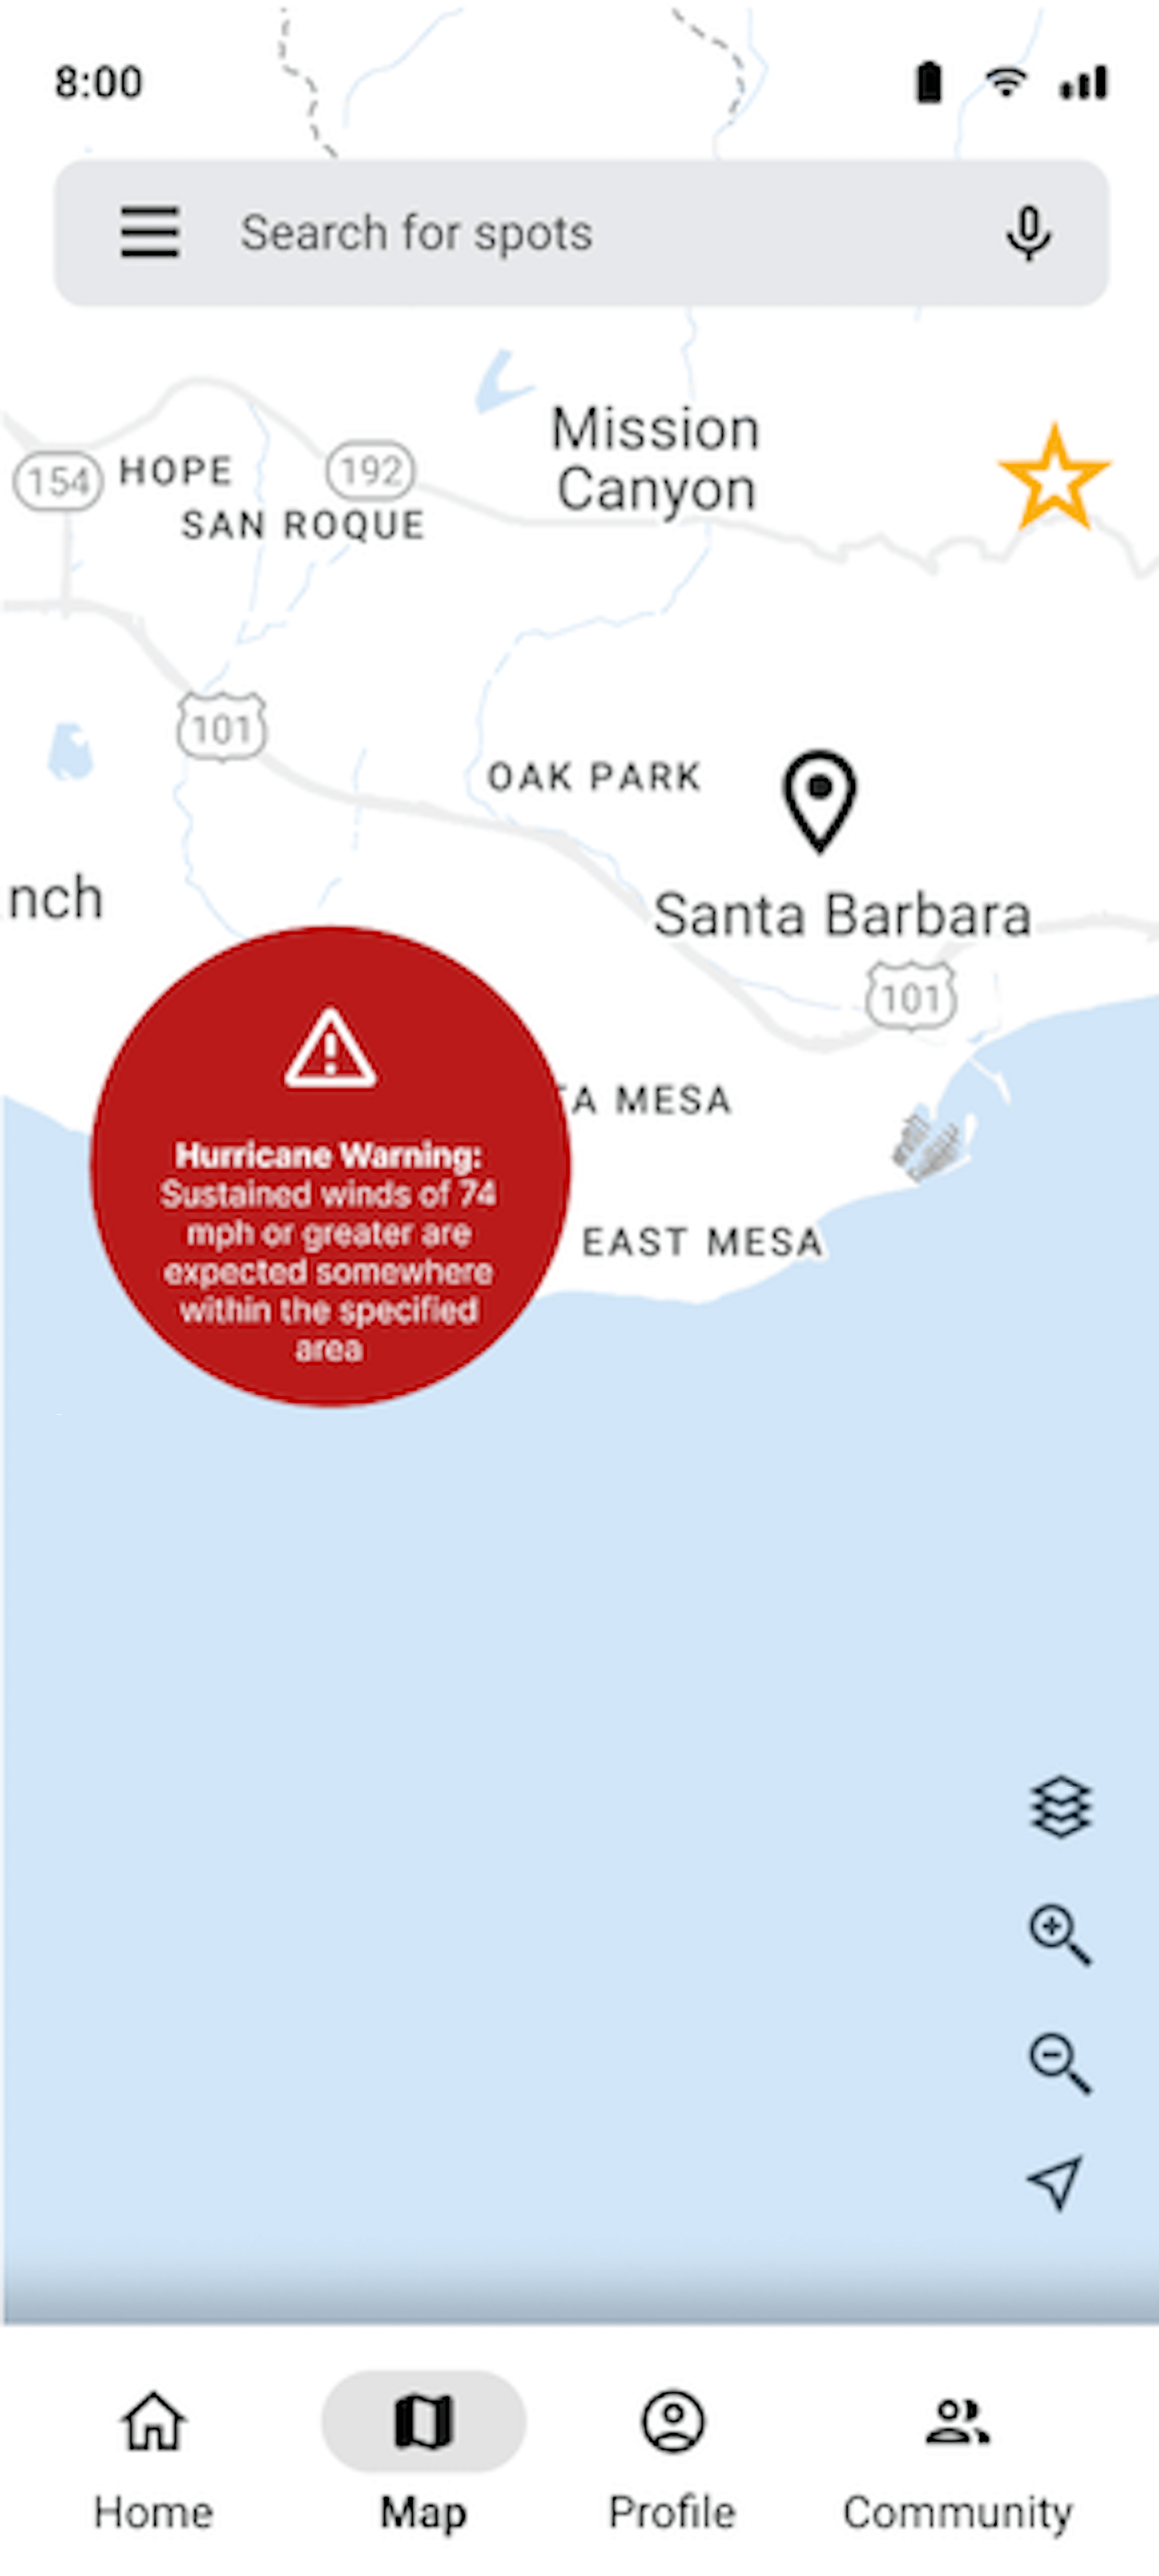 8:00
Search for spots
Mission
Canyon
154
HOPE
192
SAN ROQUE
101
OAK PARK
nch
Santa Barbara
101
TA MESA
EAST MESA
Hurricane Warning:
Sustained winds of 74
mph or greater are
expected somewhere
within the specified
area
Home
Map
Profile
Community